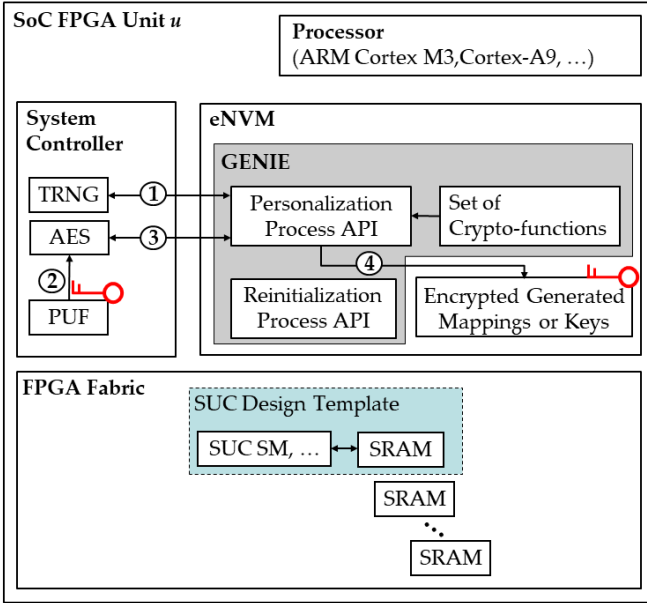 SoC FPGA Unit u
Processor
(ARM Cortex M3,Cortex-A9, …)
System
Controller
TRNG
AES
PUF
1
2
3
eNVM
GENIE
Personalization
Process API
Set of
Crypto-functions
4
Reinitialization
Process API
Encrypted Generated
Mappings or Keys
FPGA Fabric
SUC Design Template
SUC SM, …
SRAM
SRAM
SRAM